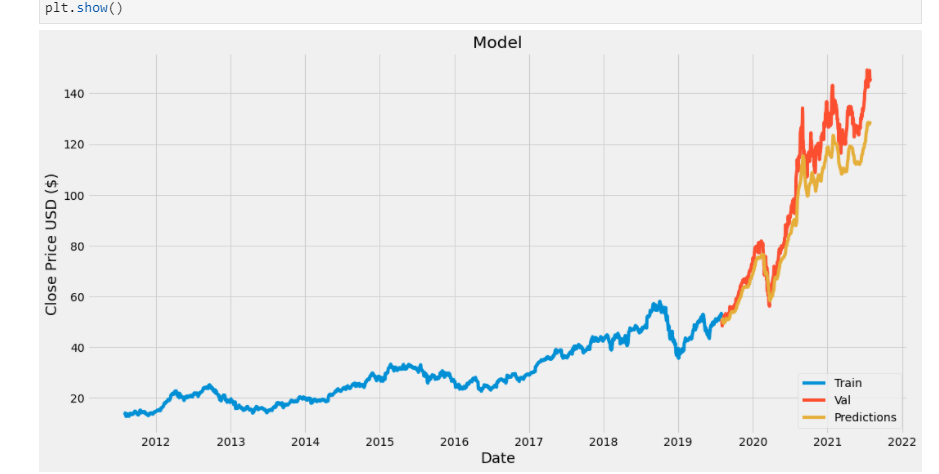 plt.show()
Model
Close Price USD ($)
140
120
100
80
60
40
20
Train
Val
Predictions
2012 2013 2014 2015 2016 2017 2018 2019 2020 2021 2022
Date